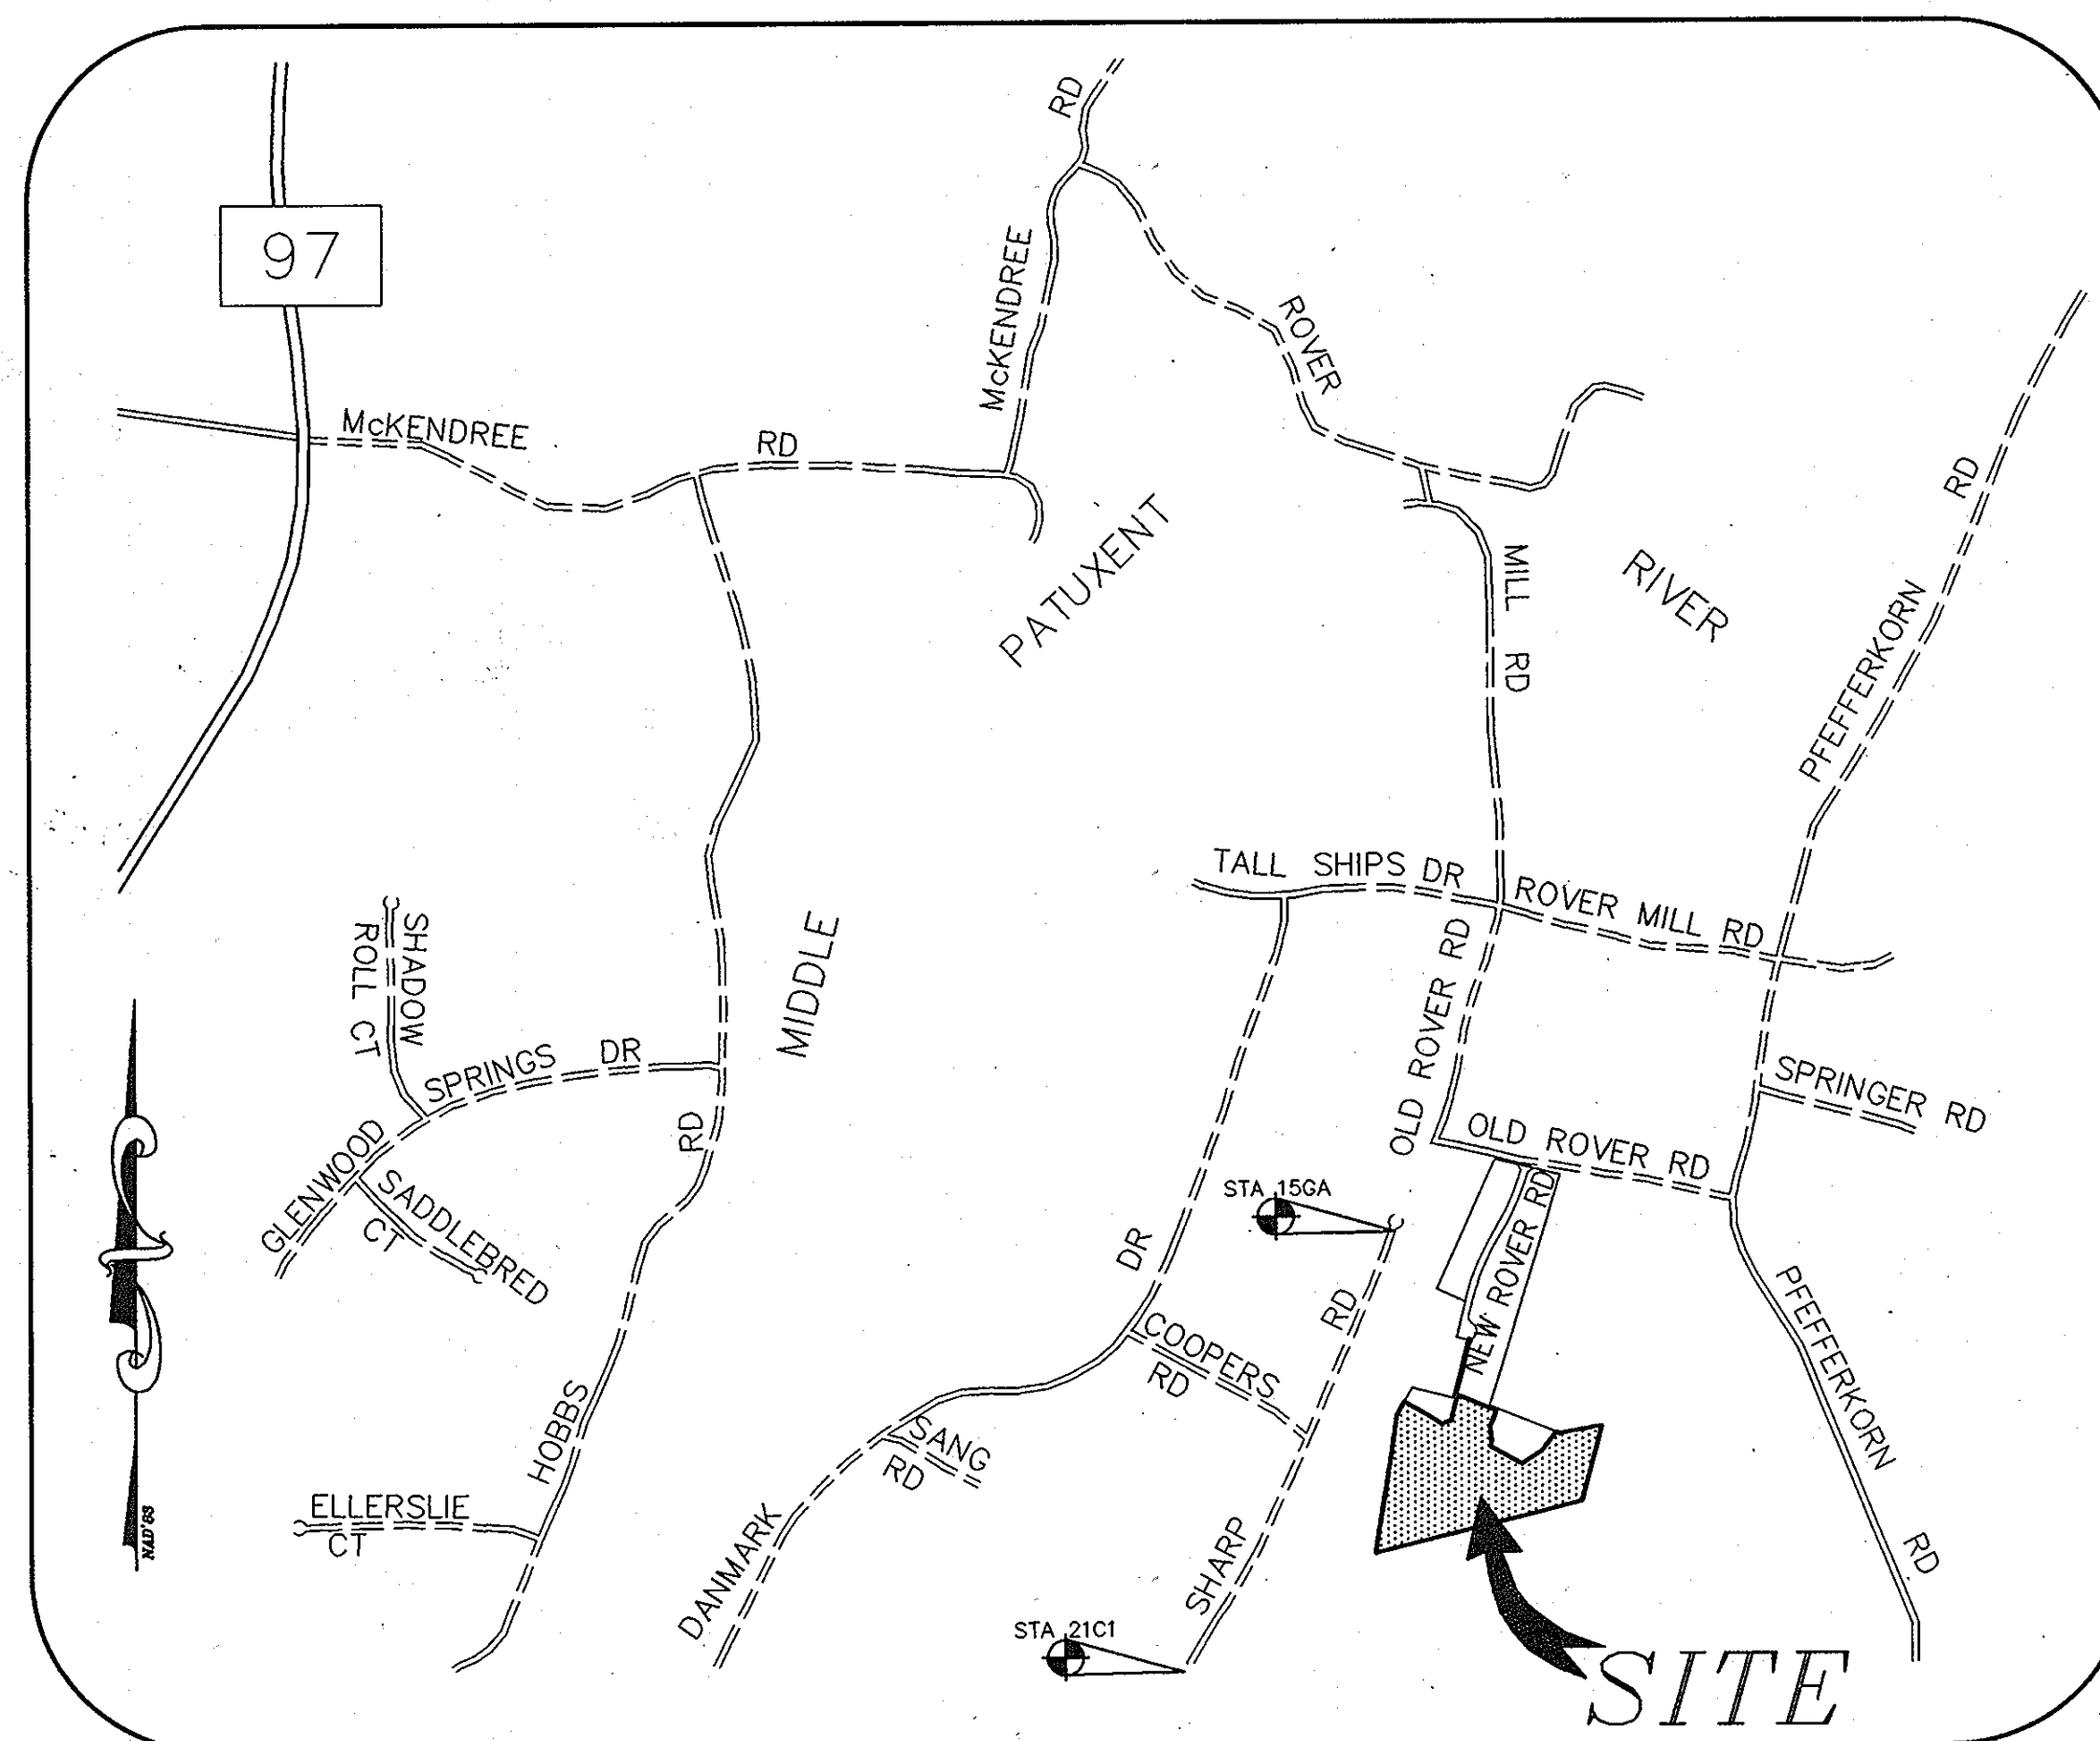 RD
97
McKENDREE
ROVER
McKENDREE RD
RD
PATUXENT
MILL RD
RIVER
PFEFFERKORN
TALL SHIPS DR
ROVER MILL RD
SHADOW
ROLL CT
MIDDLE
OLD ROVER RD
SPRINGS DR
GLENWOOD
SPRINGER RD
RD
OLD ROVER RD
SADDLEBRED
CT
STA 15GA
NEW ROVER RD
DR
RD
COOPERS
RD
PFEFFERKORN RD
HOBBS
SANG
RD
ELLERSLIE
CT
DANMARK
SHARP
STA 21C1
SITE